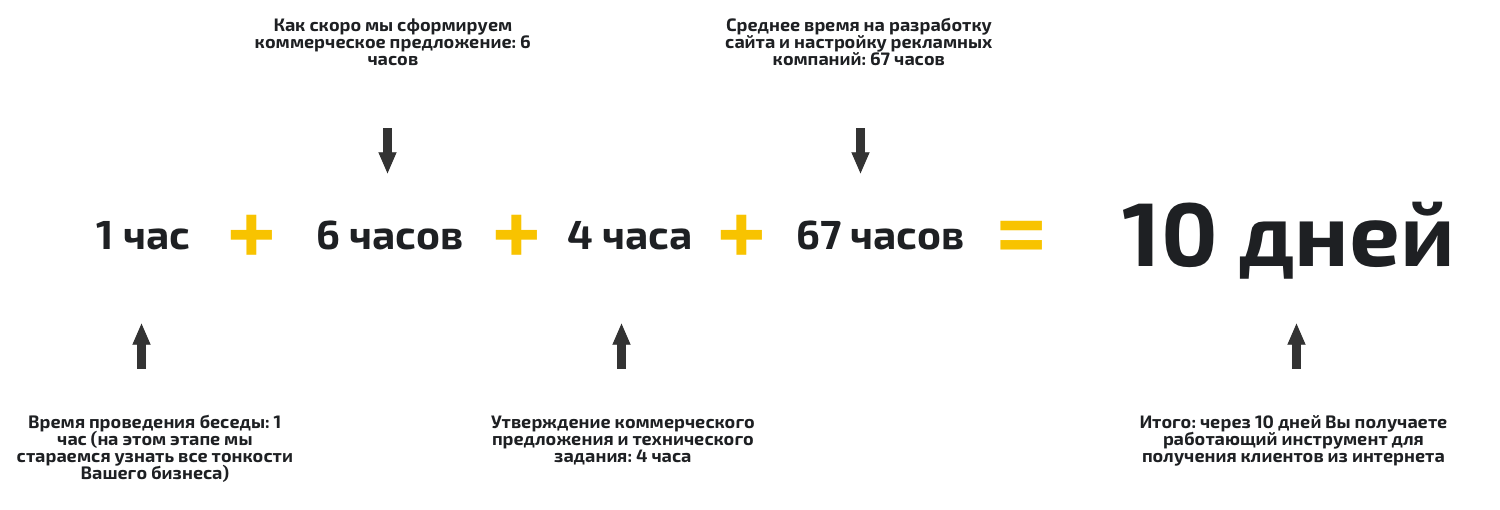 Как скоро мы сформируем
коммерческое предложение: 6
часов
Среднее время на разработку
сайта и настройку рекламных
компаний: 67 часов
1 час + 6 часов + 4 часа + 67 часов = 10 дней
Время проведения беседы: 1
час (на этом этапе мы
стараемся узнать все тонкости
Вашего бизнеса)
Утверждение коммерческого
предложения и технического
задания: 4 часа
Итого: через 10 дней Вы получаете
работающий инструмент для
получения клиентов из интернета